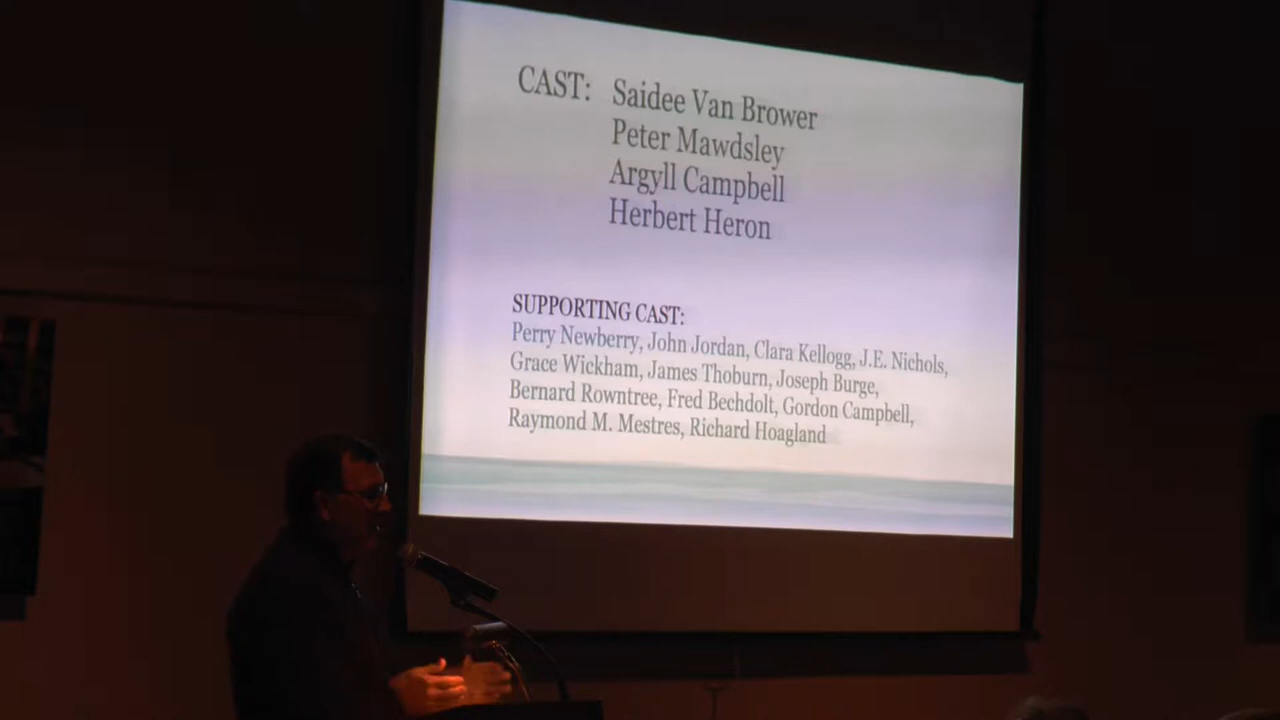 CAST: Saidee Van Brower
Peter Mawdsley
Argyll Campbell
Herbert Heron
SUPPORTING CAST:
Perry Newberry, John Jordan, Clara Kellogg, J.E. Nichols,
Grace Wickham, James Thoburn, Joseph Burge,
Bernard Rowntree, Fred Bechdolt, Gordon Campbell,
Raymond M. Mestres, Richard Hoagland